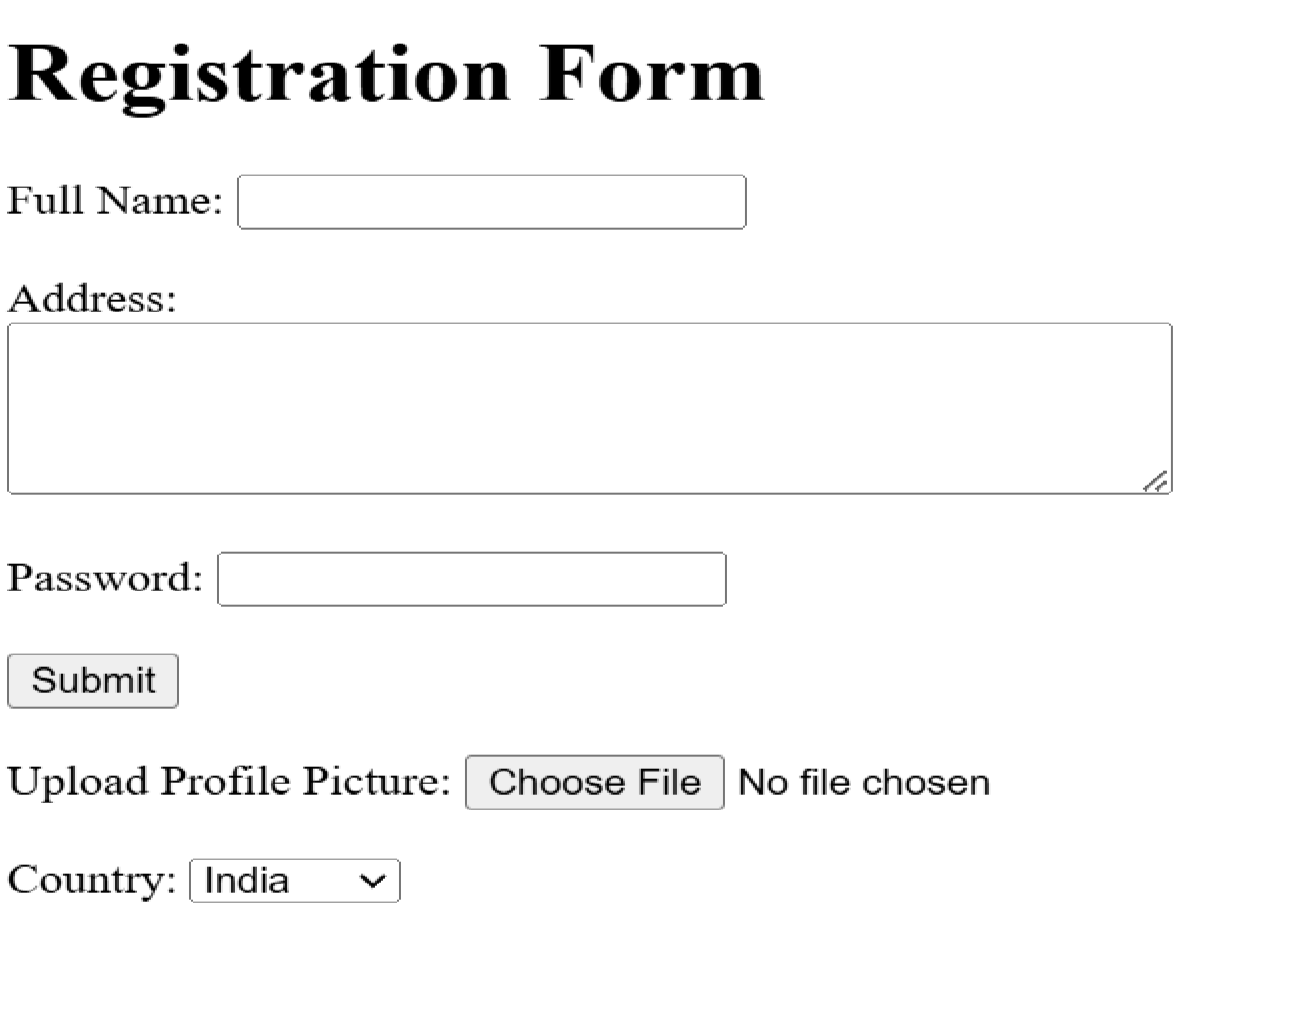 Registration Form
Full Name:
Address:
Password:
Submit
Upload Profile Picture: Choose File No file chosen
Country: India